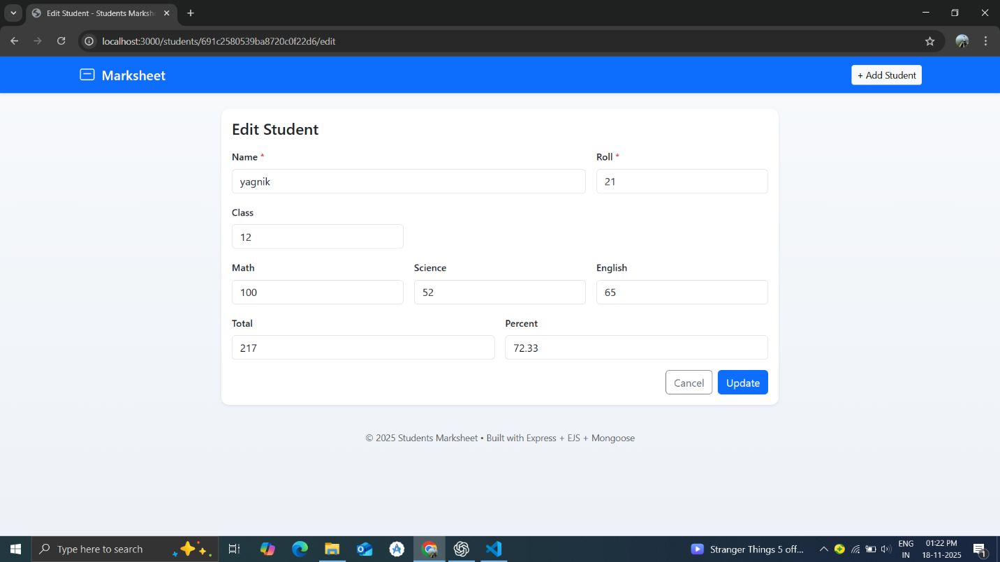 Edit Student - Students Marksh
localhost:3000/students/691c2580539ba8720c0f22d6/edit
Marksheet
+ Add Student
Edit Student
Name * Roll *
yagnik 21
Class
12
Math Science English
100 52 65
Total Percent
217 72.33
Cancel Update
© 2025 Students Marksheet • Built with Express + EJS + Mongoose
Type here to search
Stranger Things 5 off...
ENG
IN
01:22 PM
18-11-2025
1